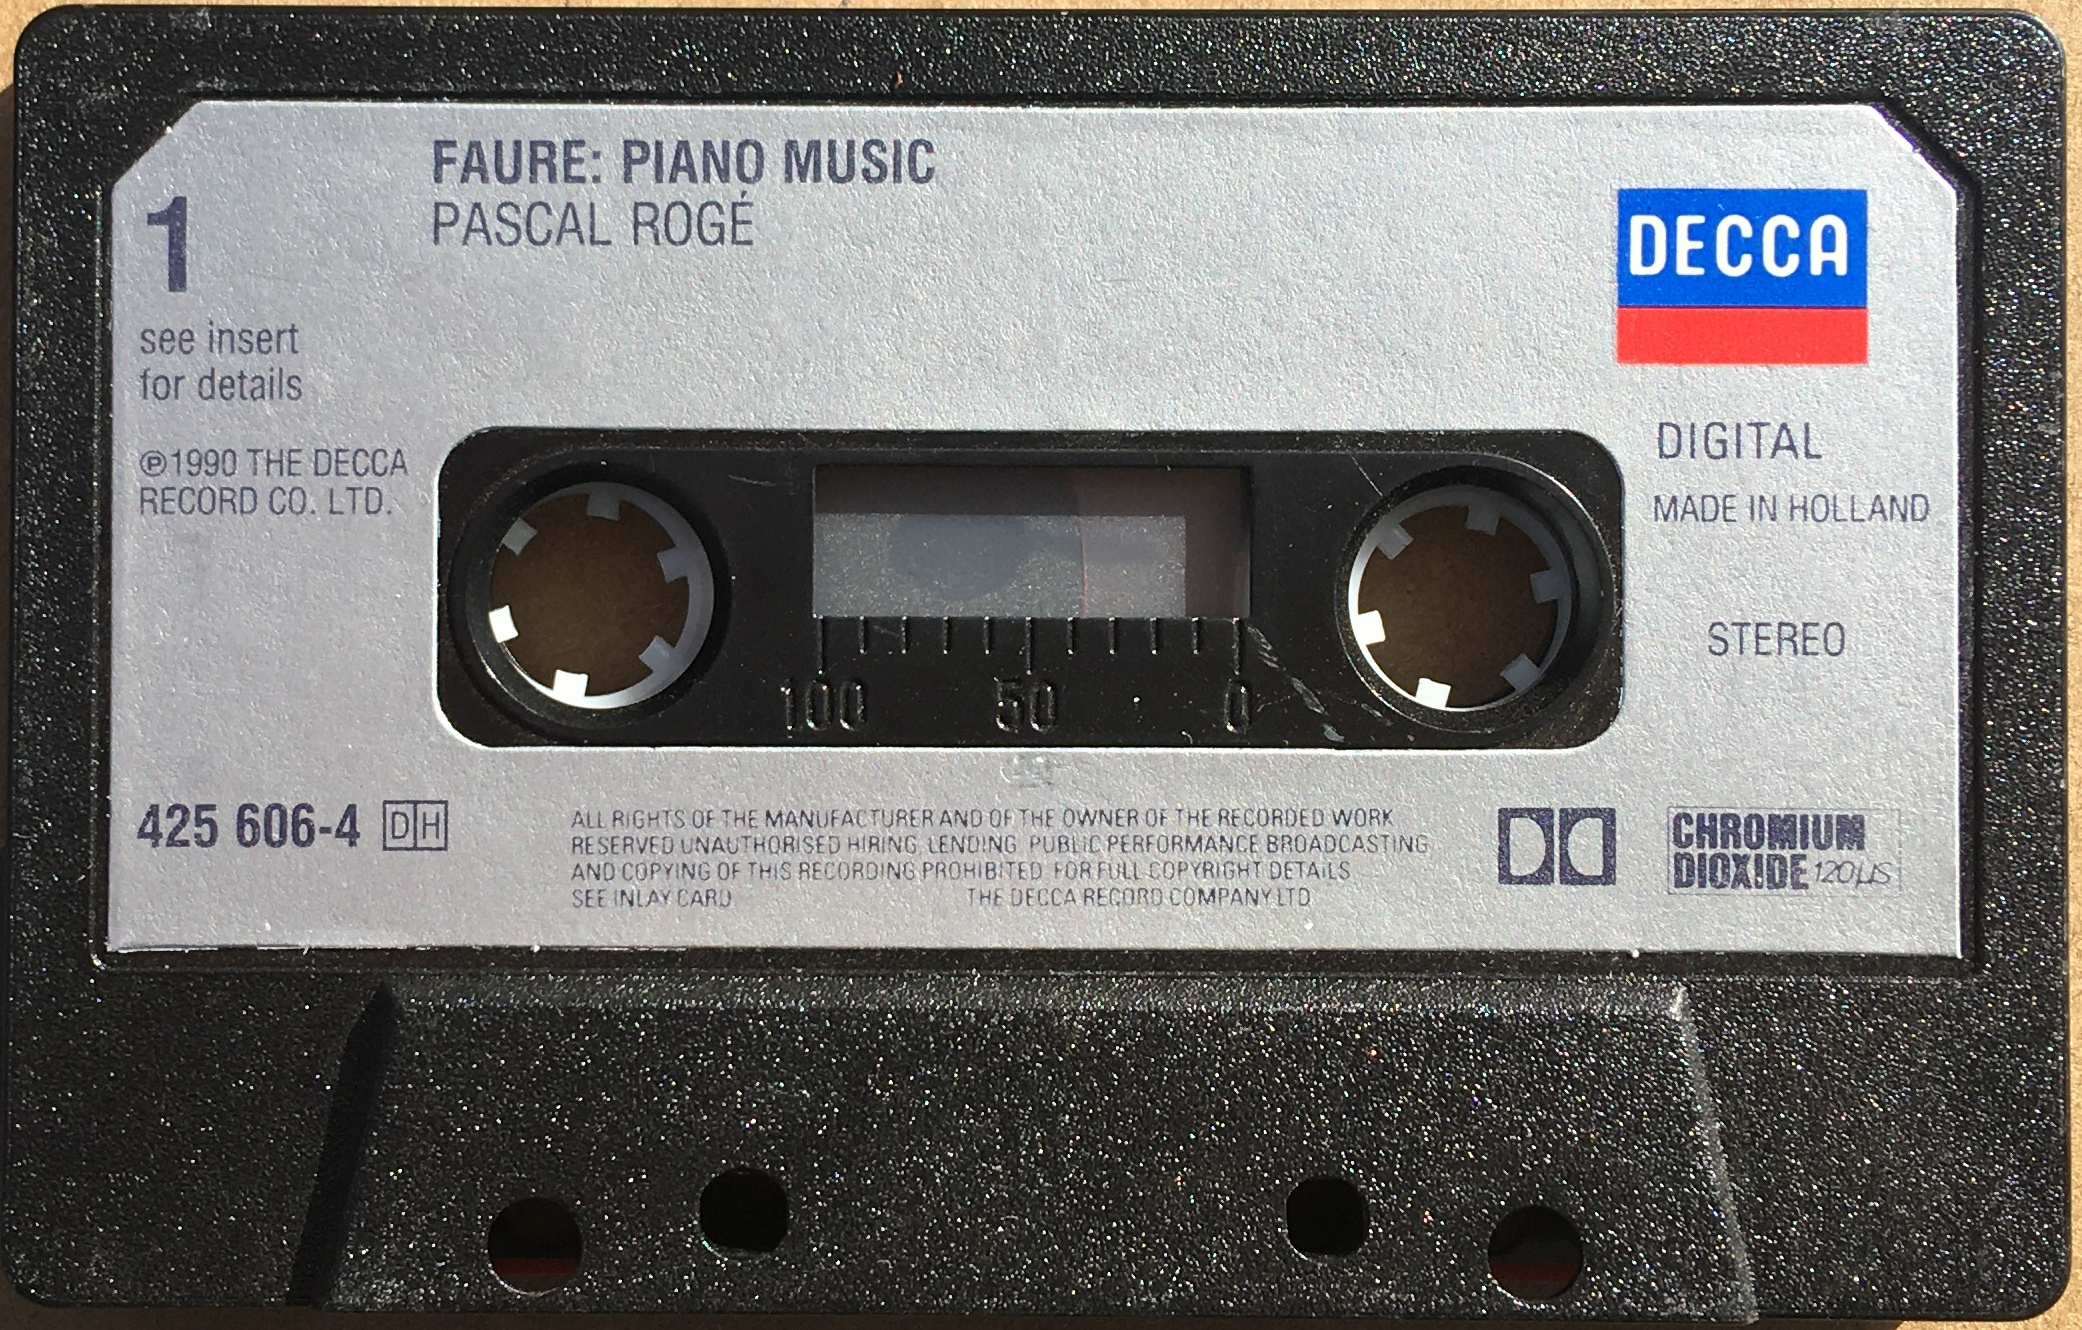 FAURE: PIANO MUSIC
PASCAL ROGÉ
1
see insert
for details
℗1990 THE DECCA
RECORD CO. LTD.
DECCA
DIGITAL
MADE IN HOLLAND
STEREO
100 50 0
425 606-4 DH
ALL RIGHTS OF THE MANUFACTURER AND OF THE OWNER OF THE RECORDED WORK
RESERVED UNAUTHORISED HIRING, LENDING PUBLIC PERFORMANCE BROADCASTING
AND COPYING OF THIS RECORDING PROHIBITED FOR FULL COPYRIGHT DETAILS
SEE INLAY CARD THE DECCA RECORD COMPANY LTD
CHROMIUM
DIOXIDE 120µS